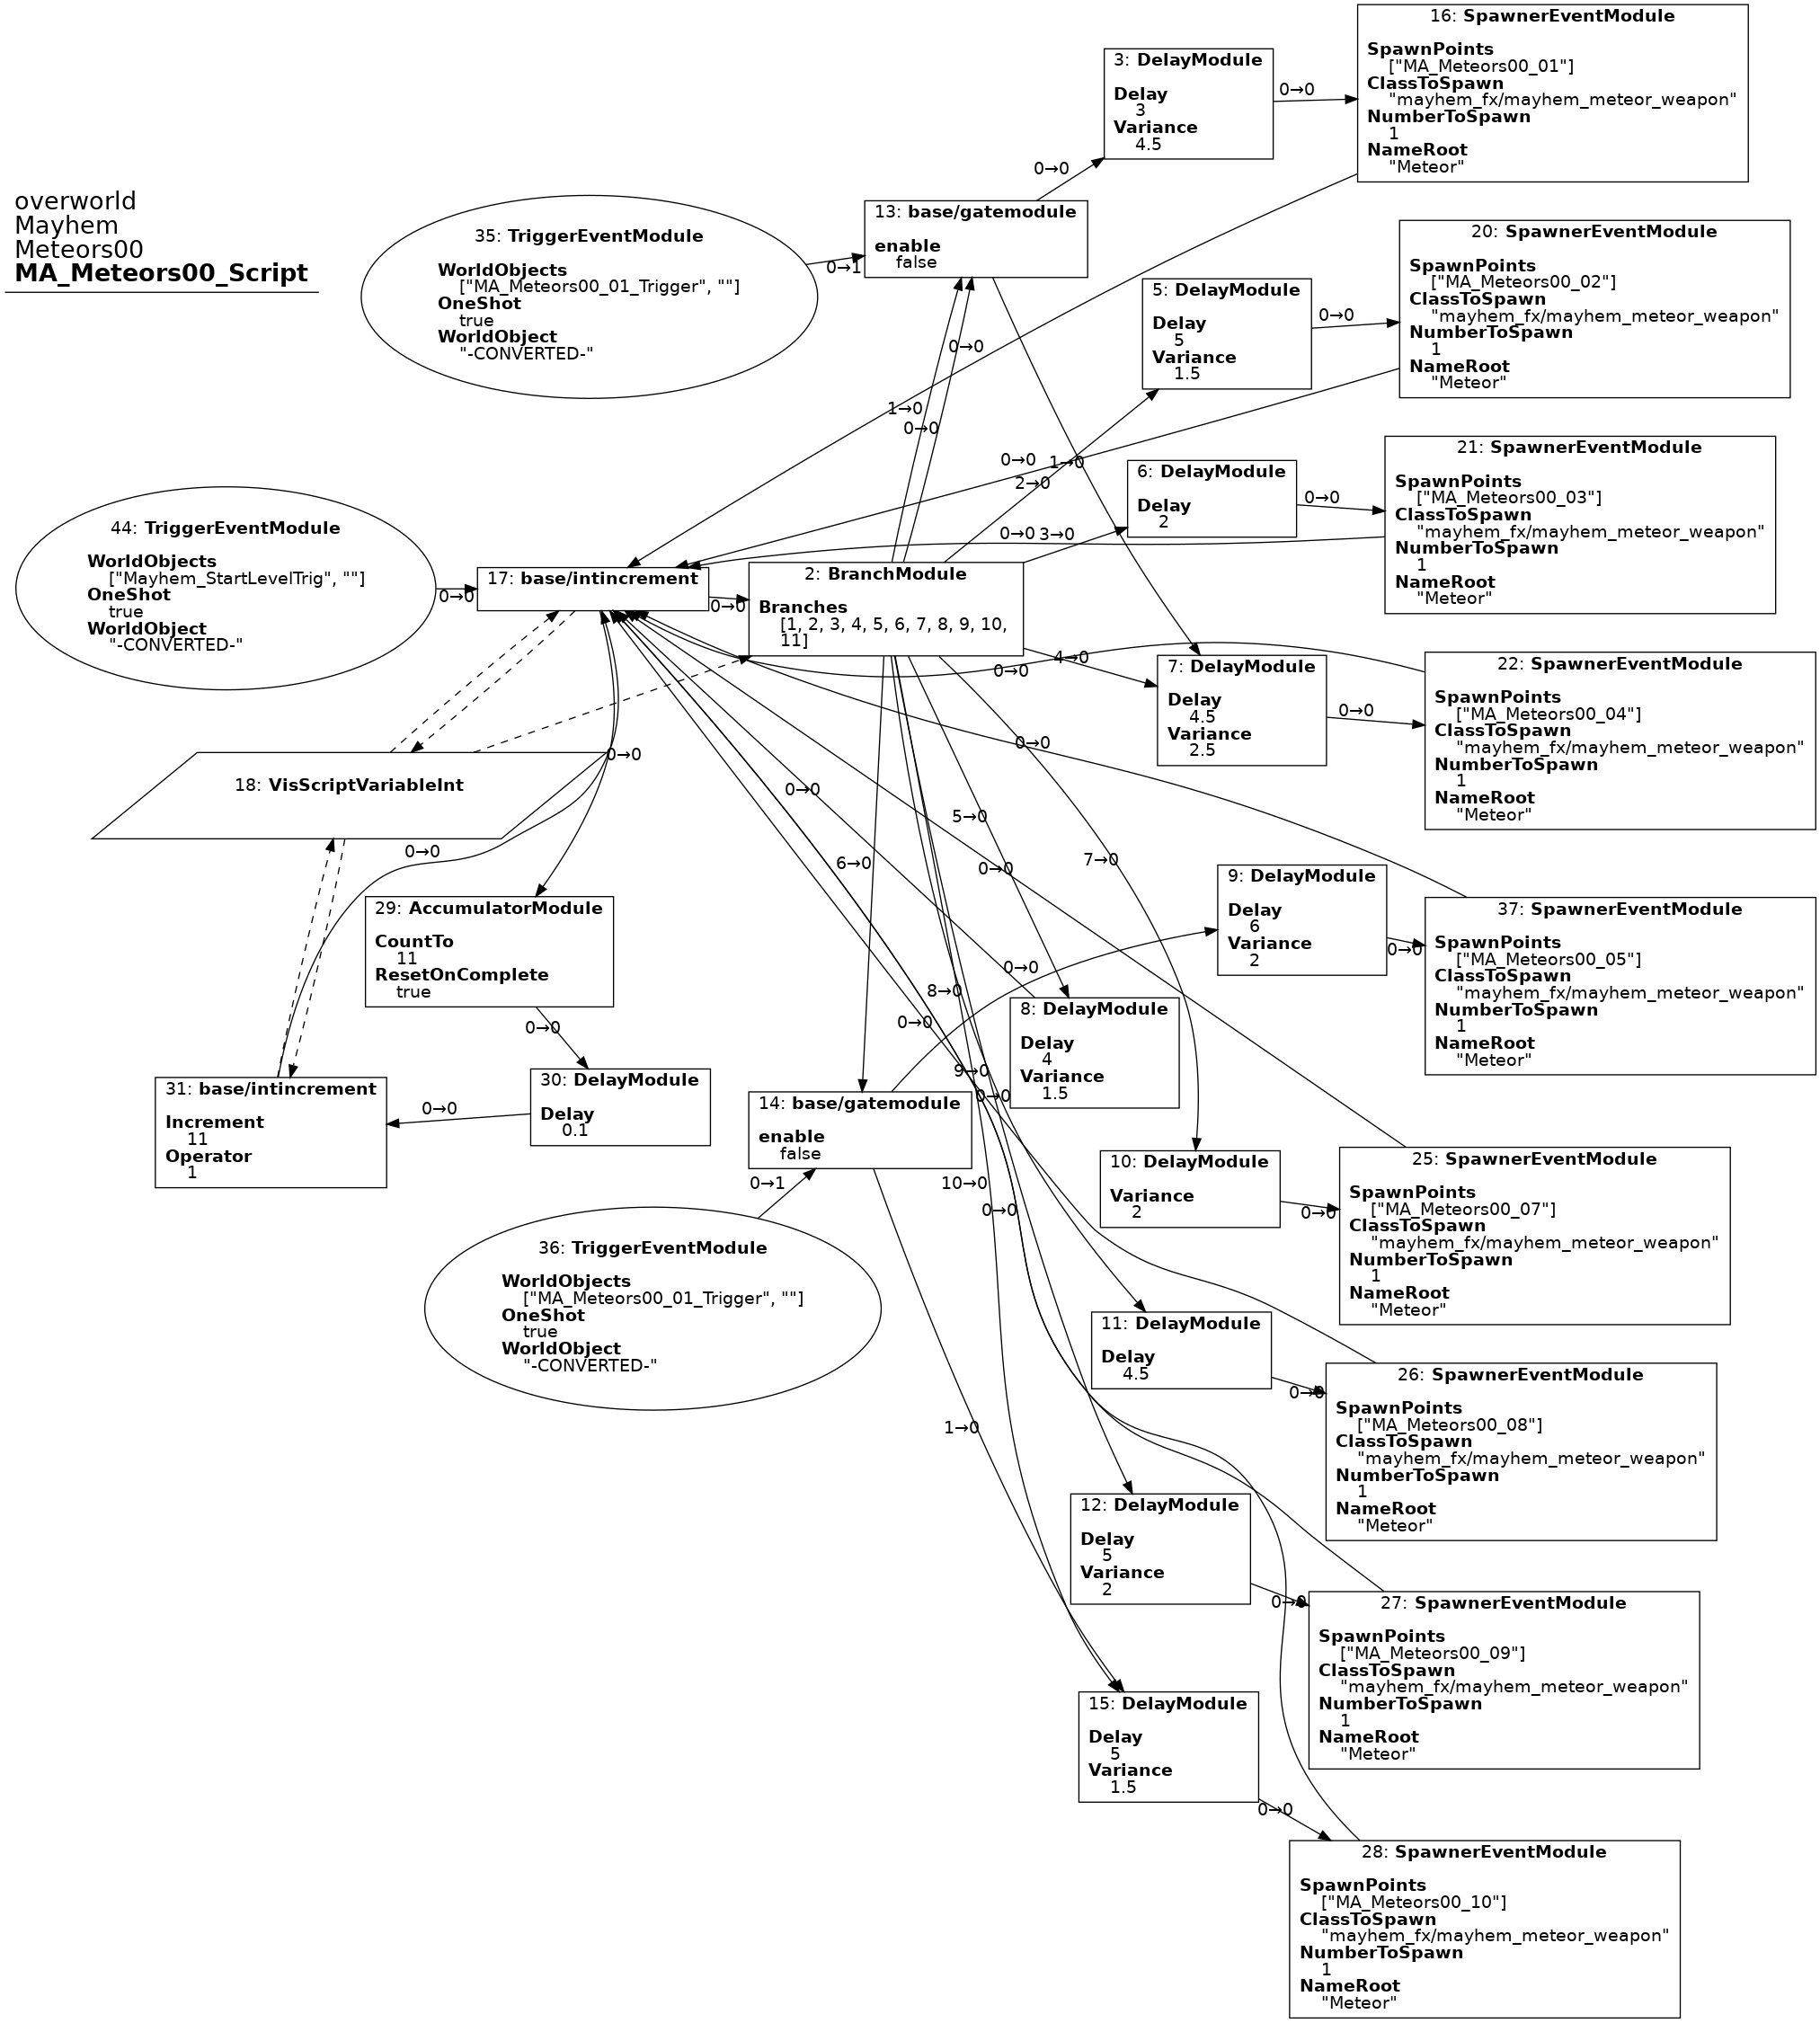 overworld
Mayhem
Meteors00
MA_Meteors00_Script
16: SpawnerEventModule
SpawnPoints
["MA_Meteors00_01"]
ClassToSpawn
"mayhem_fx/mayhem_meteor_weapon"
NumberToSpawn
1
NameRoot
"Meteor"
3: DelayModule
Delay
3
Variance
4.5
0→0
0→0
35: TriggerEventModule
WorldObjects
["MA_Meteors00_01_Trigger", ""]
OneShot
true
WorldObject
"-CONVERTED-"
0→1
13: base/gatemodule
enable
false
20: SpawnerEventModule
SpawnPoints
["MA_Meteors00_02"]
ClassToSpawn
"mayhem_fx/mayhem_meteor_weapon"
NumberToSpawn
1
NameRoot
"Meteor"
5: DelayModule
Delay
5
Variance
1.5
0→0
0→0
1→0
0→0
0→0
1→0
2→0
21: SpawnerEventModule
SpawnPoints
["MA_Meteors00_03"]
ClassToSpawn
"mayhem_fx/mayhem_meteor_weapon"
NumberToSpawn
1
NameRoot
"Meteor"
6: DelayModule
Delay
2
0→0
0→0
3→0
44: TriggerEventModule
WorldObjects
["Mayhem_StartLevelTrig", ""]
OneShot
true
WorldObject
"-CONVERTED-"
0→0
17: base/intincrement
0→0
2: BranchModule
Branches
[1, 2, 3, 4, 5, 6, 7, 8, 9, 10,
11]
4→0
0→0
7: DelayModule
Delay
4.5
Variance
2.5
0→0
22: SpawnerEventModule
SpawnPoints
["MA_Meteors00_04"]
ClassToSpawn
"mayhem_fx/mayhem_meteor_weapon"
NumberToSpawn
1
NameRoot
"Meteor"
18: VisScriptVariableInt
0→0
0→0
0→0
5→0
0→0
6→0
0→0
7→0
9: DelayModule
Delay
6
Variance
2
0→0
37: SpawnerEventModule
SpawnPoints
["MA_Meteors00_05"]
ClassToSpawn
"mayhem_fx/mayhem_meteor_weapon"
NumberToSpawn
1
NameRoot
"Meteor"
29: AccumulatorModule
CountTo
11
ResetOnComplete
true
0→0
0→0
8→0
0→0
9→0
0→0
8: DelayModule
Delay
4
Variance
1.5
31: base/intincrement
Increment
11
Operator
1
0→0
30: DelayModule
Delay
0.1
14: base/gatemodule
enable
false
0→1
10→0
0→0
10: DelayModule
Variance
2
0→0
25: SpawnerEventModule
SpawnPoints
["MA_Meteors00_07"]
ClassToSpawn
"mayhem_fx/mayhem_meteor_weapon"
NumberToSpawn
1
NameRoot
"Meteor"
36: TriggerEventModule
WorldObjects
["MA_Meteors00_01_Trigger", ""]
OneShot
true
WorldObject
"-CONVERTED-"
11: DelayModule
Delay
4.5
0→0
26: SpawnerEventModule
SpawnPoints
["MA_Meteors00_08"]
ClassToSpawn
"mayhem_fx/mayhem_meteor_weapon"
NumberToSpawn
1
NameRoot
"Meteor"
1→0
12: DelayModule
Delay
5
Variance
2
0→0
27: SpawnerEventModule
SpawnPoints
["MA_Meteors00_09"]
ClassToSpawn
"mayhem_fx/mayhem_meteor_weapon"
NumberToSpawn
1
NameRoot
"Meteor"
15: DelayModule
Delay
5
Variance
1.5
0→0
28: SpawnerEventModule
SpawnPoints
["MA_Meteors00_10"]
ClassToSpawn
"mayhem_fx/mayhem_meteor_weapon"
NumberToSpawn
1
NameRoot
"Meteor"